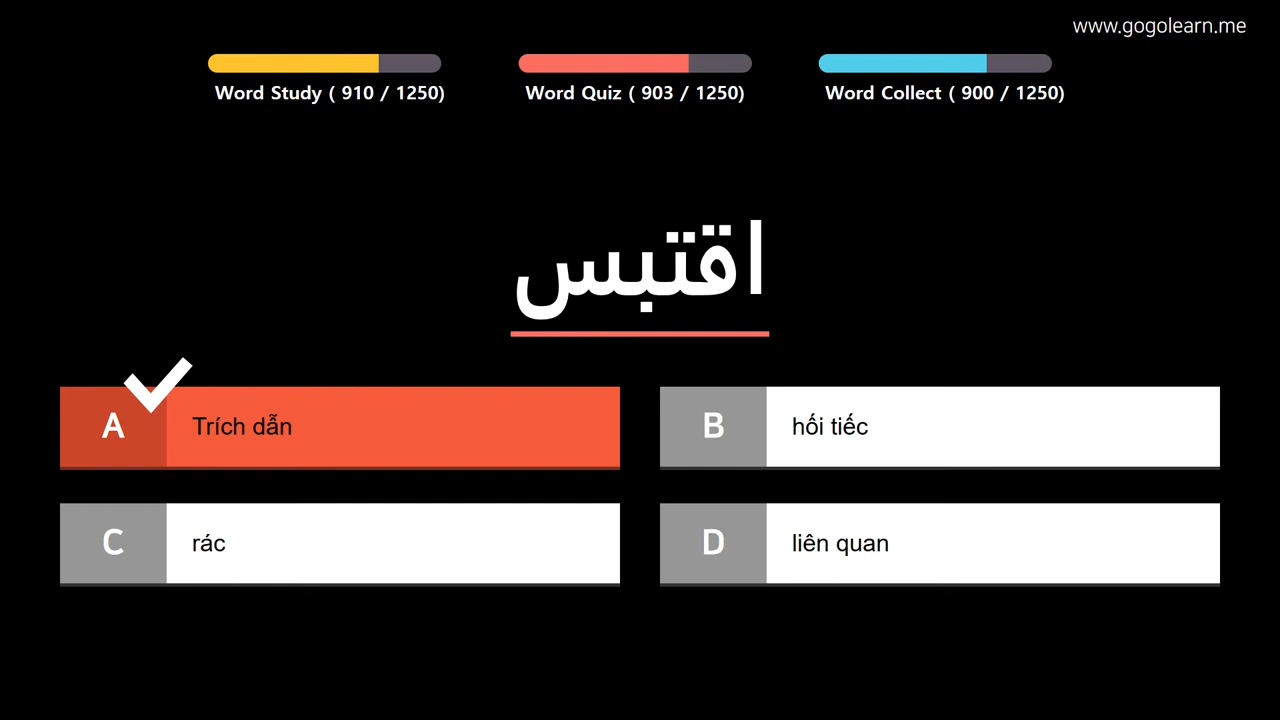 www.gogolearn.me
Word Study ( 910 / 1250)
Word Quiz ( 903 / 1250)
Word Collect ( 900 / 1250)
اقتبس
A Trích dẫn
B hối tiếc
C rác
D liên quan